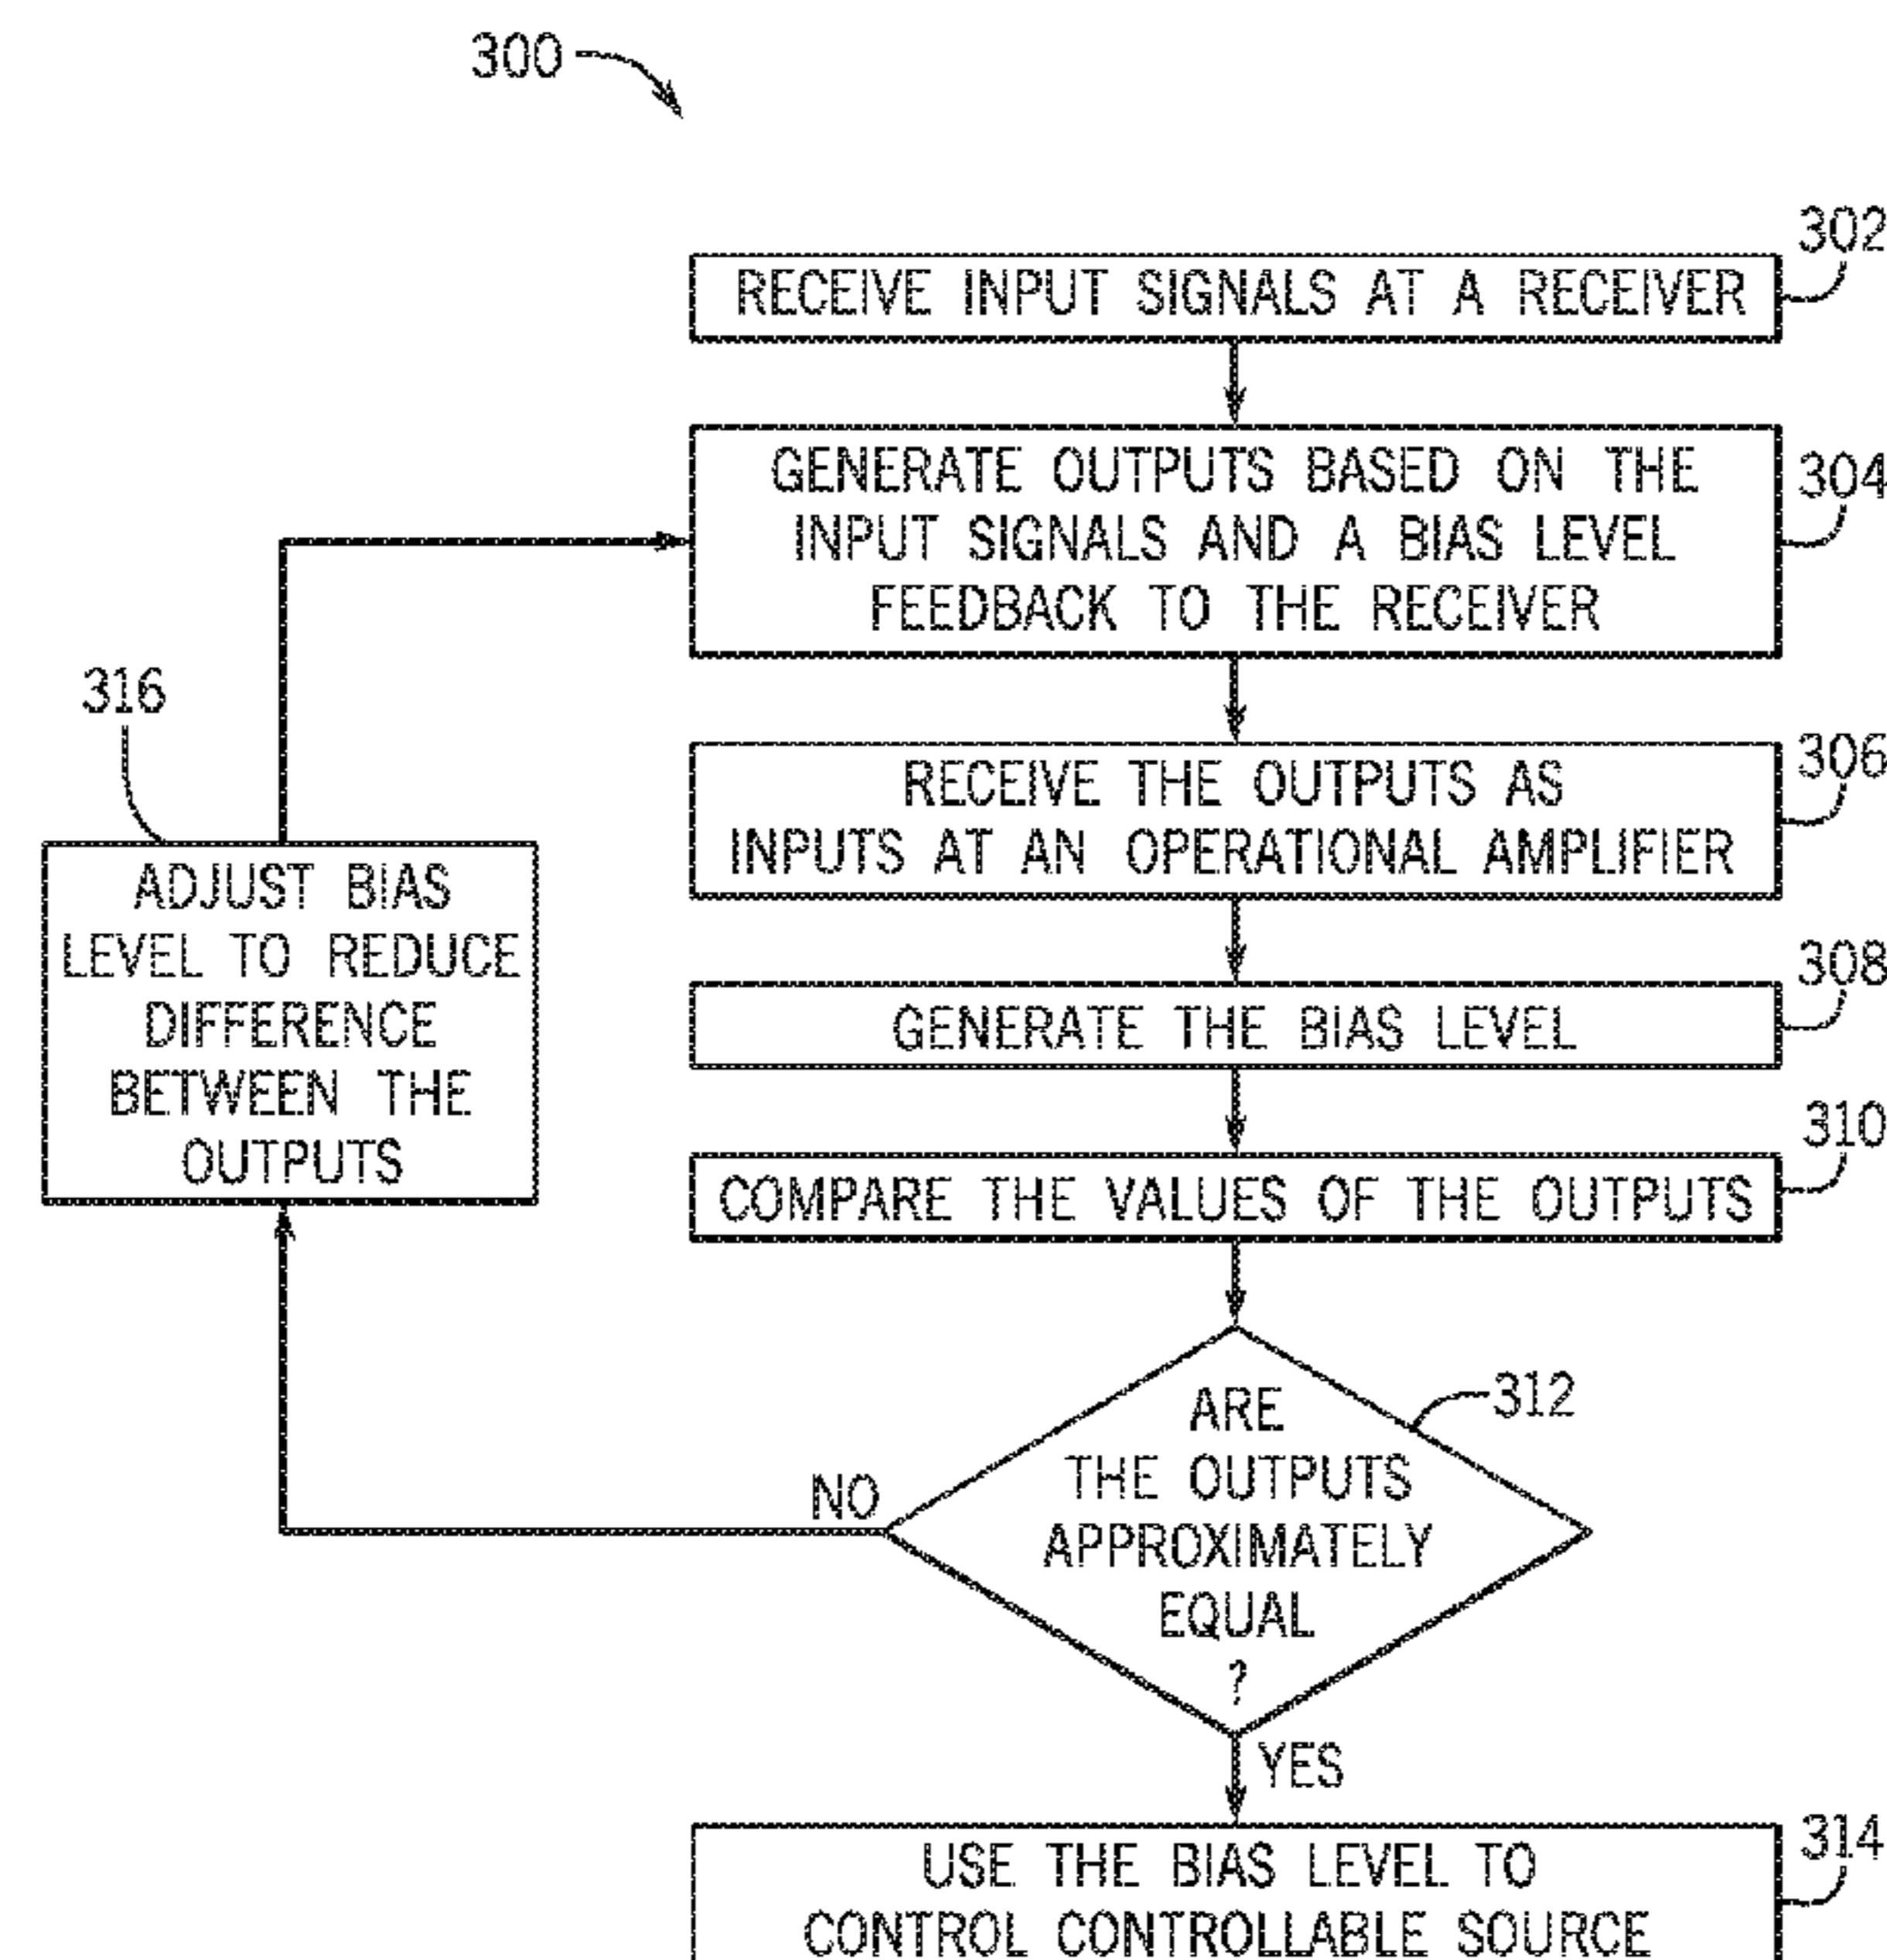 300
302
RECEIVE INPUT SIGNALS AT A RECEIVER
304
GENERATE OUTPUTS BASED ON THE
INPUT SIGNALS AND A BIAS LEVEL
FEEDBACK TO THE RECEIVER
306
RECEIVE THE OUTPUTS AS
INPUTS AT AN OPERATIONAL AMPLIFIER
308
GENERATE THE BIAS LEVEL
310
COMPARE THE VALUES OF THE OUTPUTS
312
ARE
THE OUTPUTS
APPROXIMATELY
EQUAL
?
NO
316
ADJUST BIAS
LEVEL TO REDUCE
DIFFERENCE
BETWEEN THE
OUTPUTS
YES
314
USE THE BIAS LEVEL TO
CONTROL CONTROLLABLE SOURCE